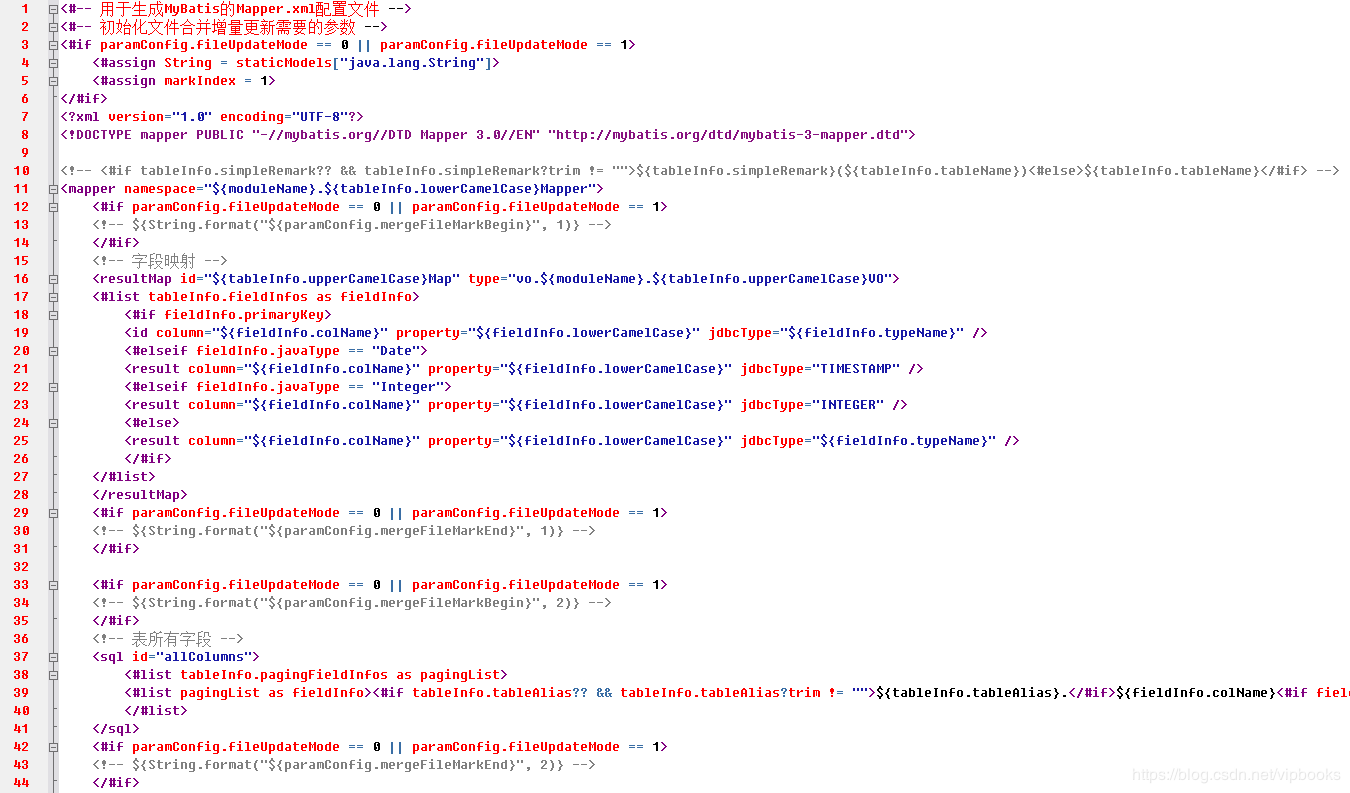 1 <#-- 用于生成MyBatis的Mapper.xml配置文件 -->
2 <#-- 初始化文件合并增量更新需要的参数 -->
3 <#if paramConfig.fileUpdateMode == 0 || paramConfig.fileUpdateMode == 1>
4 <#assign String = staticModels["java.lang.String"]>
5 <#assign markIndex = 1>
6 </#if>
7 <?xml version="1.0" encoding="UTF-8"?>
8 <!DOCTYPE mapper PUBLIC "-//mybatis.org//DTD Mapper 3.0//EN" "http://mybatis.org/dtd/mybatis-3-mapper.dtd">
9
10 <!-- <#if tableInfo.simpleRemark?? && tableInfo.simpleRemark?trim != "">${tableInfo.simpleRemark}(${tableInfo.tableName})<#else>${tableInfo.tableName}</#if> -->
11 <mapper namespace="${moduleName}.${tableInfo.lowerCamelCase}Mapper">
12 <#if paramConfig.fileUpdateMode == 0 || paramConfig.fileUpdateMode == 1>
13 <!-- ${String.format("${paramConfig.mergeFileMarkBegin}", 1)} -->
14 </#if>
15 <!-- 字段映射 -->
16 <resultMap id="${tableInfo.upperCamelCase}Map" type="vo.${moduleName}.${tableInfo.upperCamelCase}VO">
17 <#list tableInfo.fieldInfos as fieldInfo>
18 <#if fieldInfo.primaryKey>
19 <id column="${fieldInfo.colName}" property="${fieldInfo.lowerCamelCase}" jdbcType="${fieldInfo.typeName}" />
20 <#elseif fieldInfo.javaType == "Date">
21 <result column="${fieldInfo.colName}" property="${fieldInfo.lowerCamelCase}" jdbcType="TIMESTAMP" />
22 <#elseif fieldInfo.javaType == "Integer">
23 <result column="${fieldInfo.colName}" property="${fieldInfo.lowerCamelCase}" jdbcType="INTEGER" />
24 <#else>
25 <result column="${fieldInfo.colName}" property="${fieldInfo.lowerCamelCase}" jdbcType="${fieldInfo.typeName}" />
26 </#if>
27 </#list>
28 </resultMap>
29 <#if paramConfig.fileUpdateMode == 0 || paramConfig.fileUpdateMode == 1>
30 <!-- ${String.format("${paramConfig.mergeFileMarkEnd}", 1)} -->
31 </#if>
32
33 <#if paramConfig.fileUpdateMode == 0 || paramConfig.fileUpdateMode == 1>
34 <!-- ${String.format("${paramConfig.mergeFileMarkBegin}", 2)} -->
35 </#if>
36 <!-- 表所有字段 -->
37 <sql id="allColumns">
38 <#list tableInfo.pagingFieldInfos as pagingList>
39 <#list pagingList as fieldInfo><#if tableInfo.tableAlias?? && tableInfo.tableAlias?trim != "">${tableInfo.tableAlias}.</#if>${fieldInfo.colName}<#if fiel
40 </#list>
41 </sql>
42 <#if paramConfig.fileUpdateMode == 0 || paramConfig.fileUpdateMode == 1>
43 <!-- ${String.format("${paramConfig.mergeFileMarkEnd}", 2)} -->
44 </#if>
https://blog.csdn.net/vipbooks